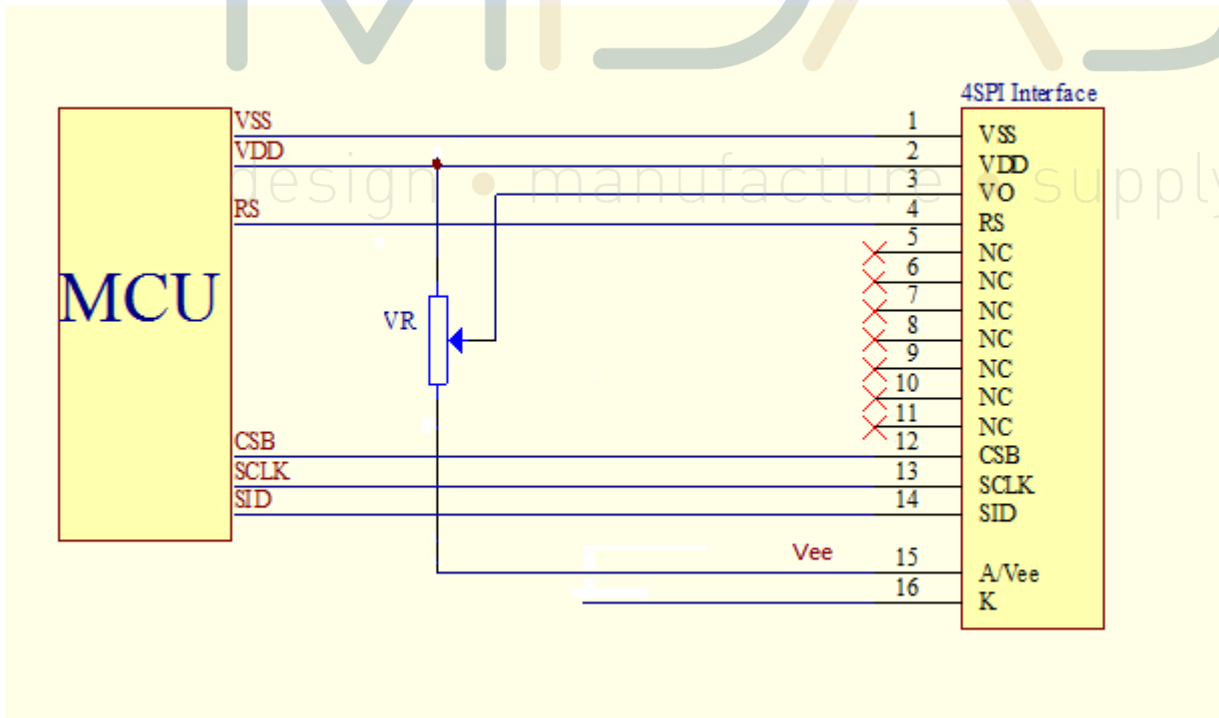 MIDAS
design • manufacture • supply
4SPI Interface
MCU
VSS
VDD
RS
CSB
SCLK
SID
VR
Vee
1 VSS
2 VDD
3 VO
4 RS
5 NC
6 NC
7 NC
8 NC
9 NC
10 NC
11 NC
12 CSB
13 SCLK
14 SID
15 A/Vee
16 K